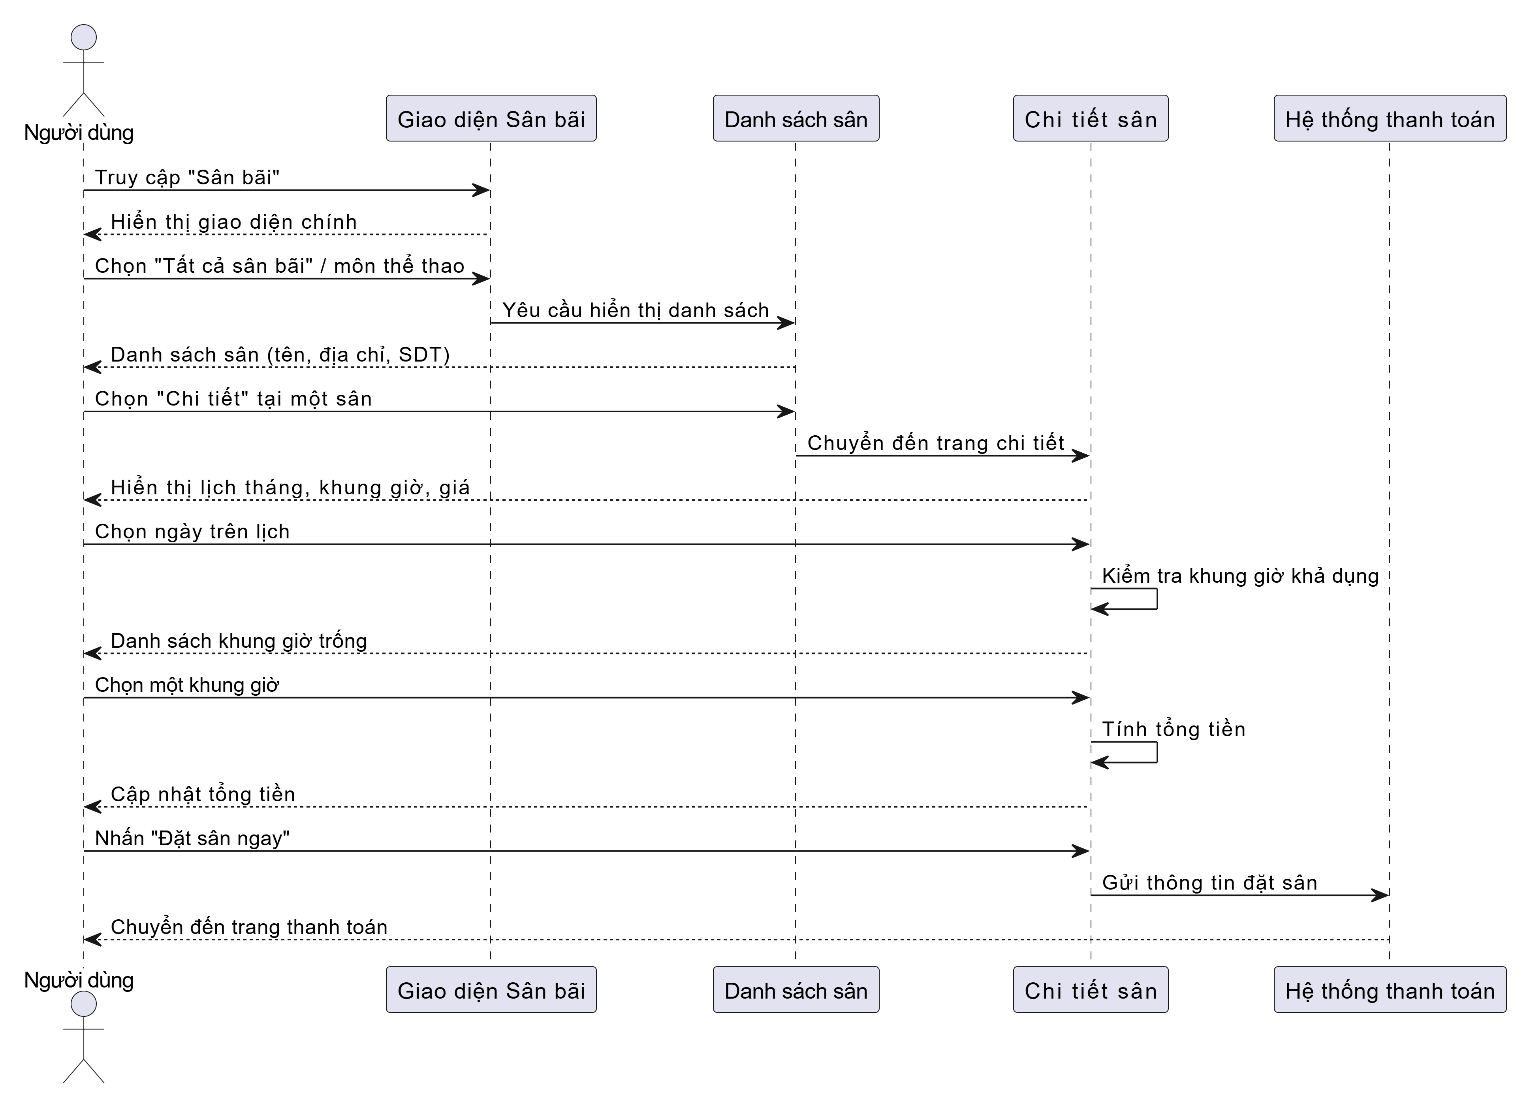 Người dùng
Giao diện Sân bãi
Danh sách sân
Chi tiết sân
Hệ thống thanh toán
Truy cập "Sân bãi"
Hiển thị giao diện chính
Chọn "Tất cả sân bãi" / môn thể thao
Yêu cầu hiển thị danh sách
Danh sách sân (tên, địa chỉ, SDT)
Chọn "Chi tiết" tại một sân
Chuyển đến trang chi tiết
Hiển thị lịch tháng, khung giờ, giá
Chọn ngày trên lịch
Kiểm tra khung giờ khả dụng
Danh sách khung giờ trống
Chọn một khung giờ
Tính tổng tiền
Cập nhật tổng tiền
Nhấn "Đặt sân ngay"
Gửi thông tin đặt sân
Chuyển đến trang thanh toán
Người dùng
Giao diện Sân bãi
Danh sách sân
Chi tiết sân
Hệ thống thanh toán